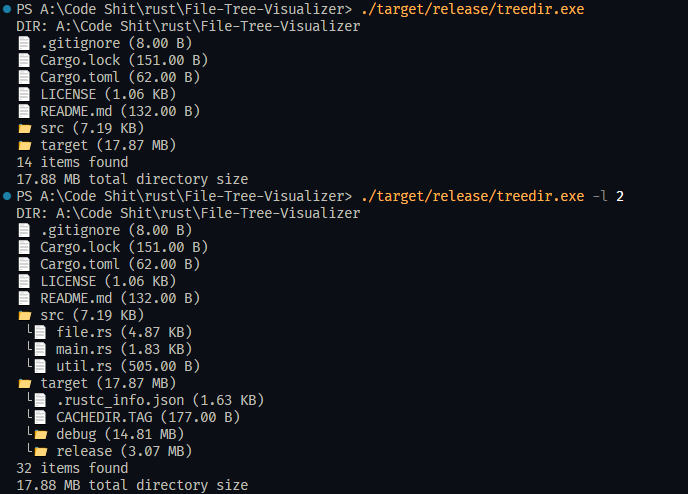 PS A:\Code Shit\rust\File-Tree-Visualizer> ./target/release/treedir.exe
DIR: A:\Code Shit\rust\File-Tree-Visualizer
.gitignore (8.00 B)
Cargo.lock (151.00 B)
Cargo.toml (62.00 B)
LICENSE (1.06 KB)
README.md (132.00 B)
src (7.19 KB)
target (17.87 MB)
14 items found
17.88 MB total directory size
PS A:\Code Shit\rust\File-Tree-Visualizer> ./target/release/treedir.exe -l 2
DIR: A:\Code Shit\rust\File-Tree-Visualizer
.gitignore (8.00 B)
Cargo.lock (151.00 B)
Cargo.toml (62.00 B)
LICENSE (1.06 KB)
README.md (132.00 B)
src (7.19 KB)
└ file.rs (4.87 KB)
└ main.rs (1.83 KB)
└ util.rs (505.00 B)
target (17.87 MB)
└ .rustc_info.json (1.63 KB)
└ CACHEDIR.TAG (177.00 B)
└ debug (14.81 MB)
└ release (3.07 MB)
32 items found
17.88 MB total directory size